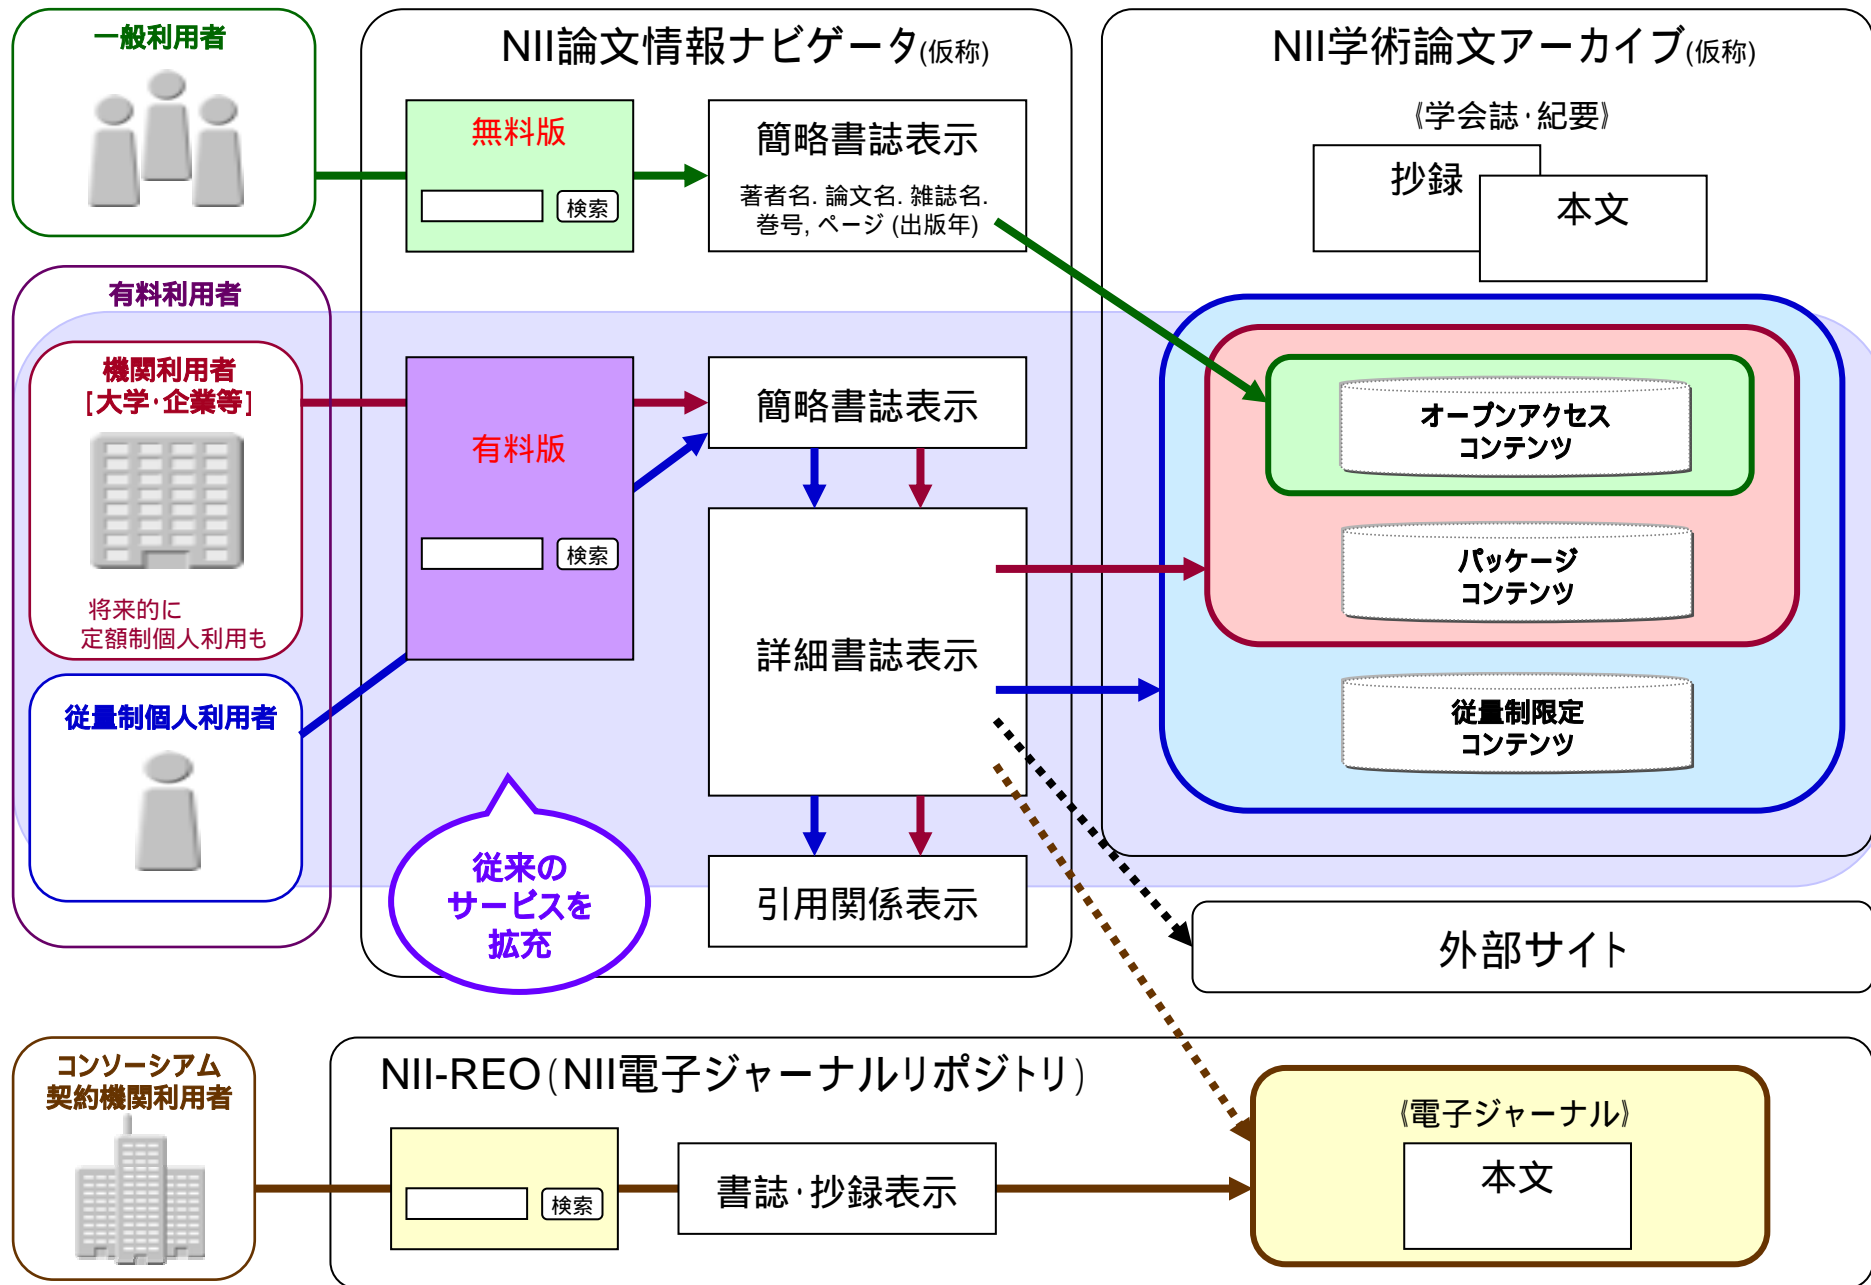 一般利用者
NII論文情報ナビゲータ(仮称)
無料版
検索
簡略書誌表示
著者名. 論文名. 雑誌名.
巻号, ページ (出版年)
NII学術論文アーカイブ(仮称)
《学会誌・紀要》
抄録
本文
有料利用者
機関利用者
[大学・企業等]
将来的に
定額制個人利用も
従量制個人利用者
有料版
検索
簡略書誌表示
詳細書誌表示
引用関係表示
従来の
サービスを
拡充
オープンアクセス
コンテンツ
パッケージ
コンテンツ
従量制限定
コンテンツ
外部サイト
コンソーシアム
契約機関利用者
NII-REO(NII電子ジャーナルリポジトリ)
検索
書誌・抄録表示
《電子ジャーナル》
本文